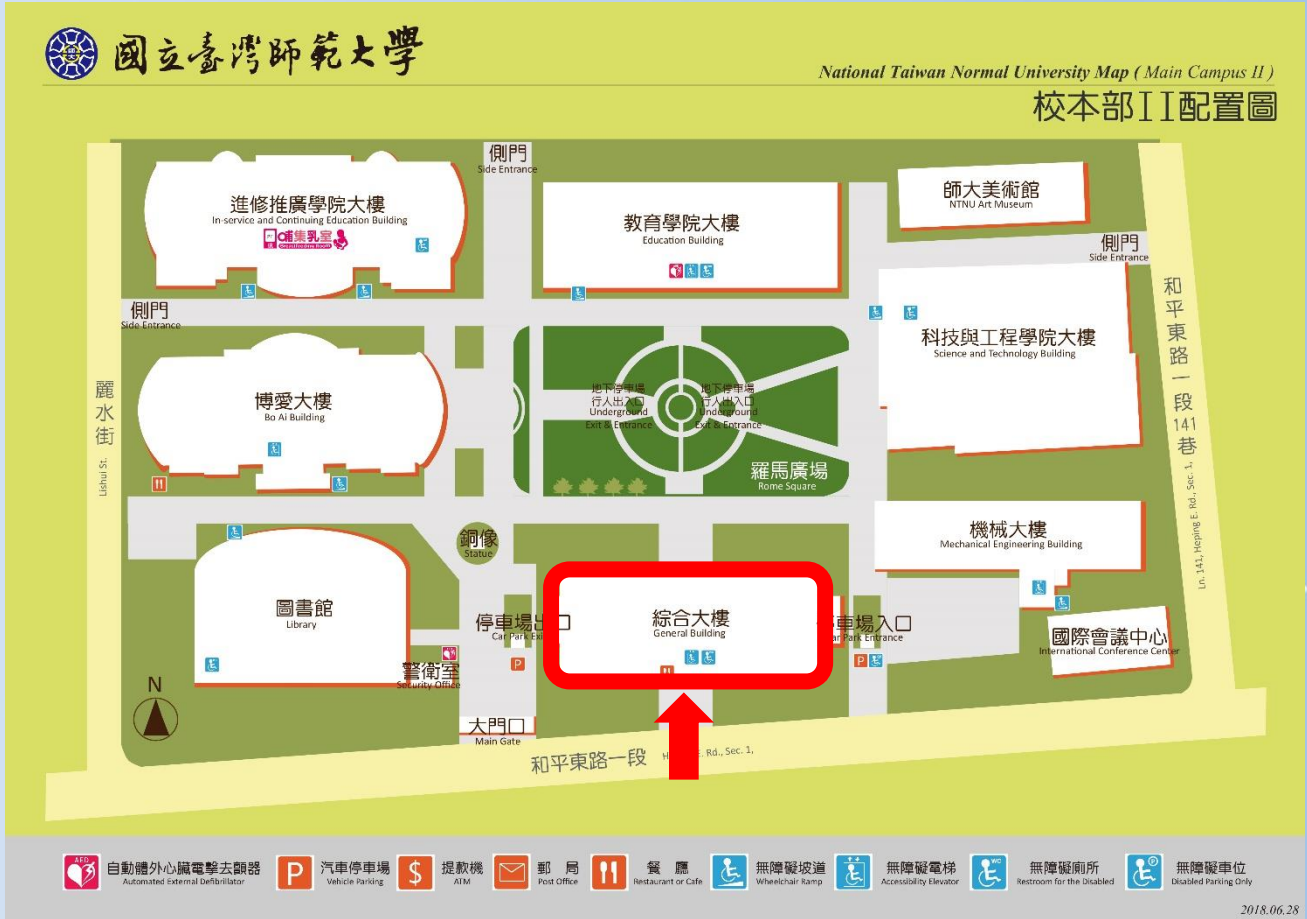 國立臺灣師範大學
National Taiwan Normal University Map ( Main Campus II )
校本部II配置圖
側門
Side Entrance
進修推廣學院大樓
In-service and Continuing Education Building
哺集乳室
教育學院大樓
Education Building
師大美術館
NTNU Art Museum
側門
Side Entrance
側門
Side Entrance
科技與工程學院大樓
Science and Technology Building
和平東路一段141巷
Ln. 141, Heping E. Rd., Sec. 1,
麗水街
Lishui St.
博愛大樓
Bo Ai Building
地下停車場
行人出入口
Underground
Exit & Entrance
地下停車場
行人出入口
Underground
Exit & Entrance
羅馬廣場
Rome Square
銅像
Statue
機械大樓
Mechanical Engineering Building
圖書館
Library
停車場出口
Car Park Exi
綜合大樓
General Building
停車場入口
Car Park Entrance
國際會議中心
International Conference Center
警衛室
Security Office
P
P
N
大門口
Main Gate
和平東路一段
E. Rd., Sec. 1,
AED
自動體外心臟電擊去顫器
Automated External Defibrillator
P
汽車停車場
Vehicle Parking
$
提款機
ATM
郵 局
Post Office
餐 廳
Restaurant or Cafe
無障礙坡道
Wheelchair Ramp
無障礙電梯
Accessibility Elevator
WC
無障礙廁所
Restroom for the Disabled
P
無障礙車位
Disabled Parking Only
2018.06.28